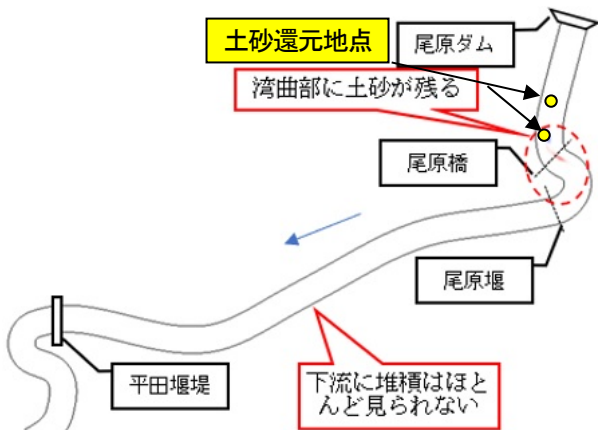 土砂還元地点
尾原ダム
湾曲部に土砂が残る
尾原橋
尾原堰
平田堰堤
下流に堆積はほと
んど見られない